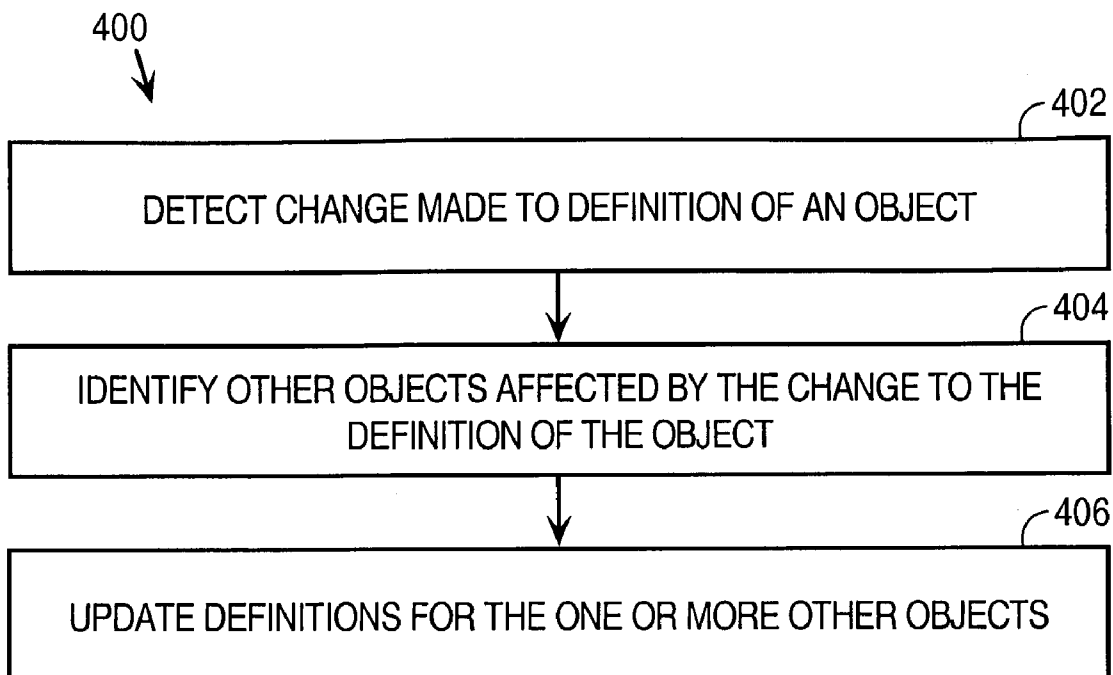 400
402
DETECT CHANGE MADE TO DEFINITION OF AN OBJECT
404
IDENTIFY OTHER OBJECTS AFFECTED BY THE CHANGE TO THE
DEFINITION OF THE OBJECT
406
UPDATE DEFINITIONS FOR THE ONE OR MORE OTHER OBJECTS